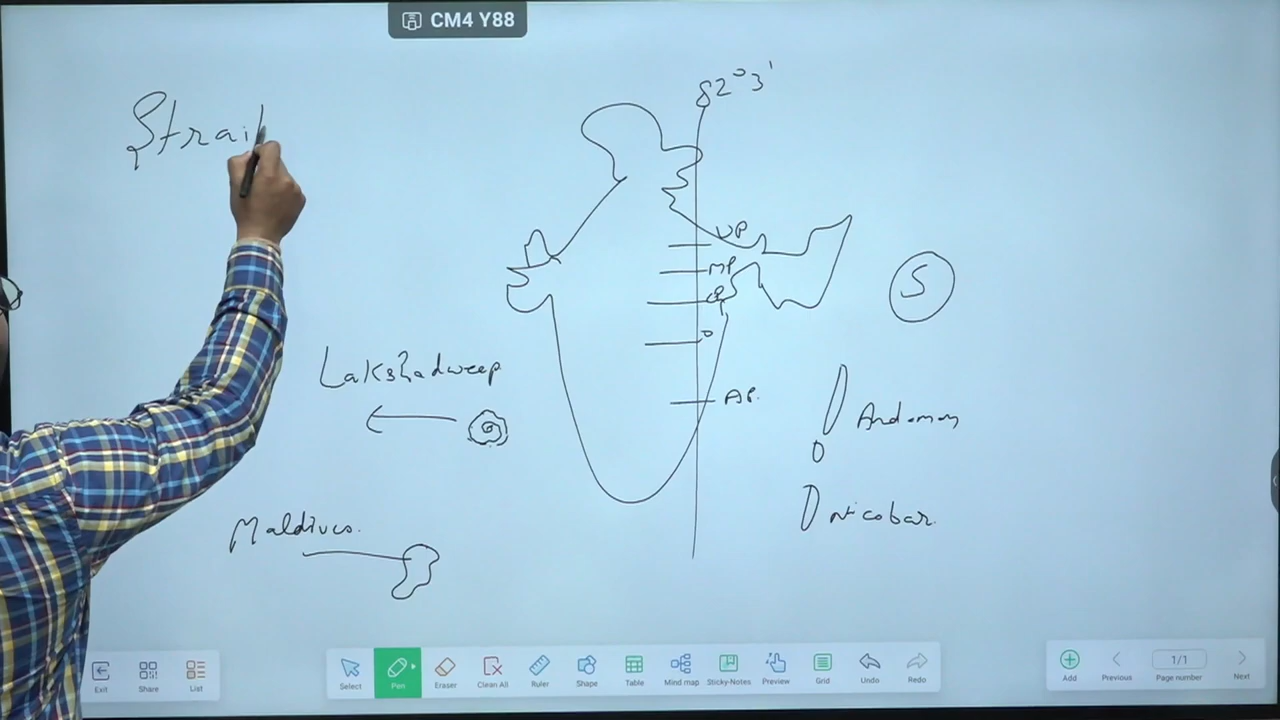 CM4 Y88
Strait
82°3'
UP
MP
O
AP.
S
Lakshadweep
Andaman
Nicobar.
Maldives.
Exit
Share
List
Select
Pen
Eraser
Clean All
Ruler
Shape
Table
Mind map
Sticky-Notes
Preview
Grid
Undo
Redo
Add
Previous
1/1
Page number
Next